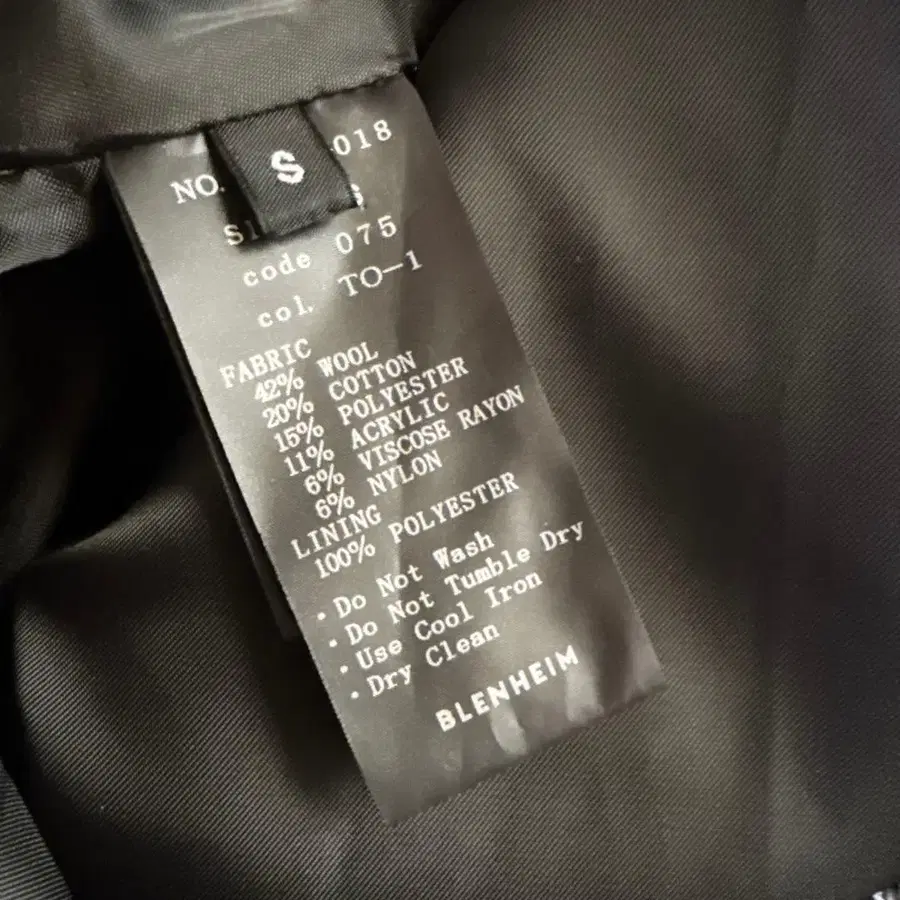 S
NO. -018
code 075
col. TO-1
FABRIC
42% WOOL
20% COTTON
15% POLYESTER
11% ACRYLIC
6% VISCOSE RAYON
6% NYLON
LINING
100% POLYESTER
· Do Not Wash
· Do Not Tumble Dry
· Use Cool Iron
· Dry Clean
BLENHEIM